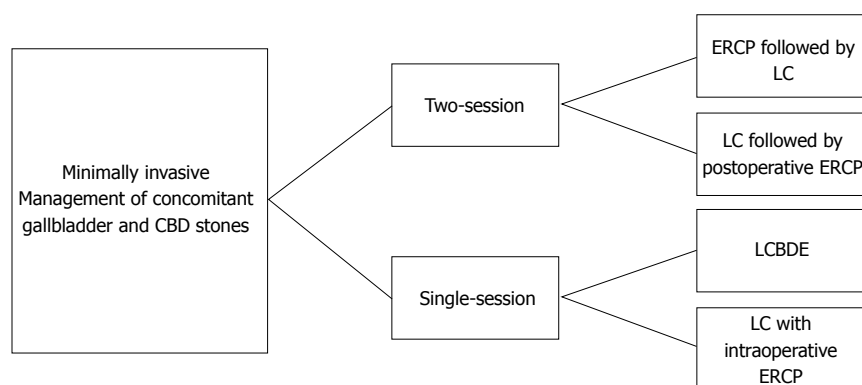 Minimally invasive
Management of concomitant
gallbladder and CBD stones
Two-session
ERCP followed by
LC
LC followed by
postoperative ERCP
Single-session
LCBDE
LC with
intraoperative
ERCP